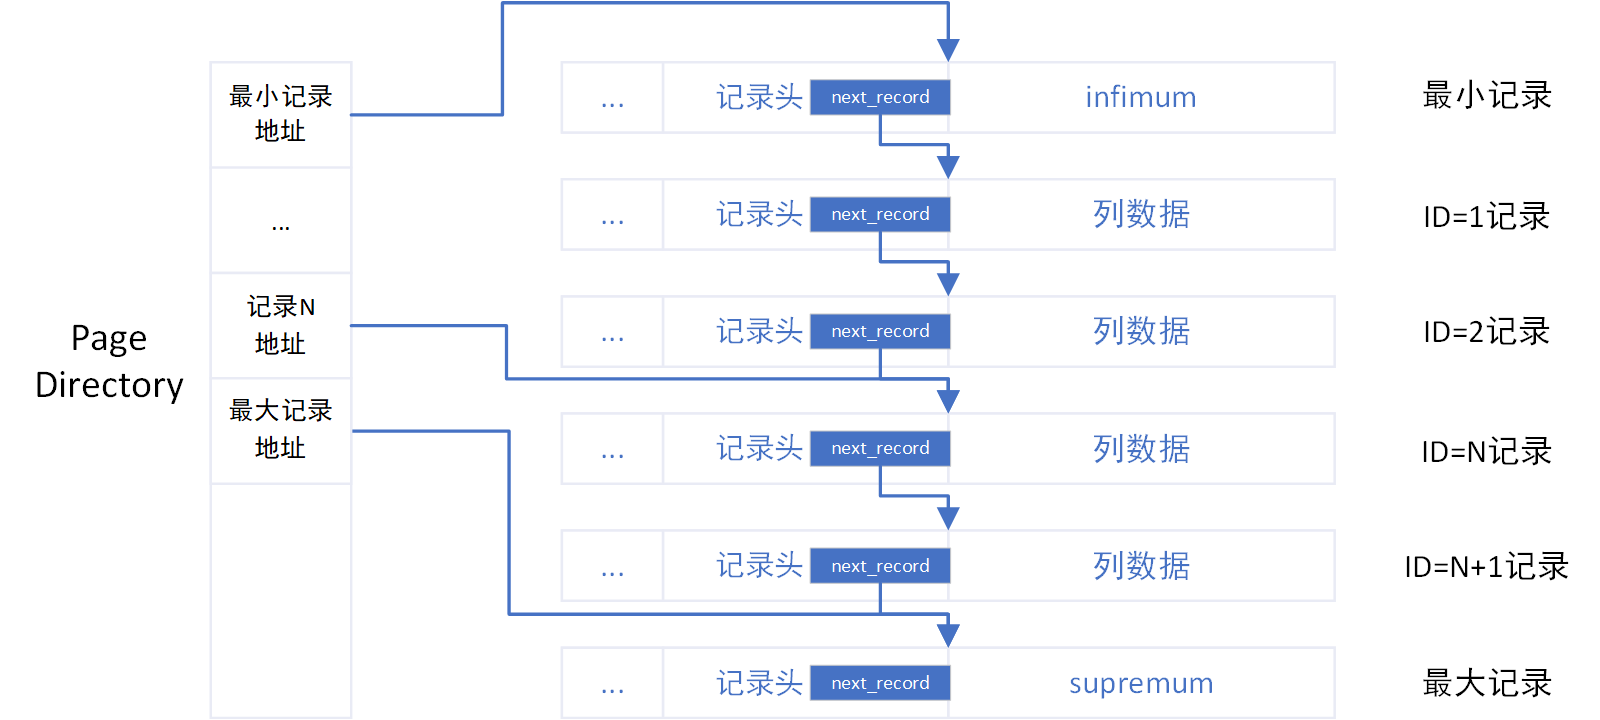 Page
Directory
最小记录
地址
...
记录N
地址
最大记录
地址
... 记录头 next_record infimum 最小记录
... 记录头 next_record 列数据 ID=1记录
... 记录头 next_record 列数据 ID=2记录
... 记录头 next_record 列数据 ID=N记录
... 记录头 next_record 列数据 ID=N+1记录
... 记录头 next_record supremum 最大记录